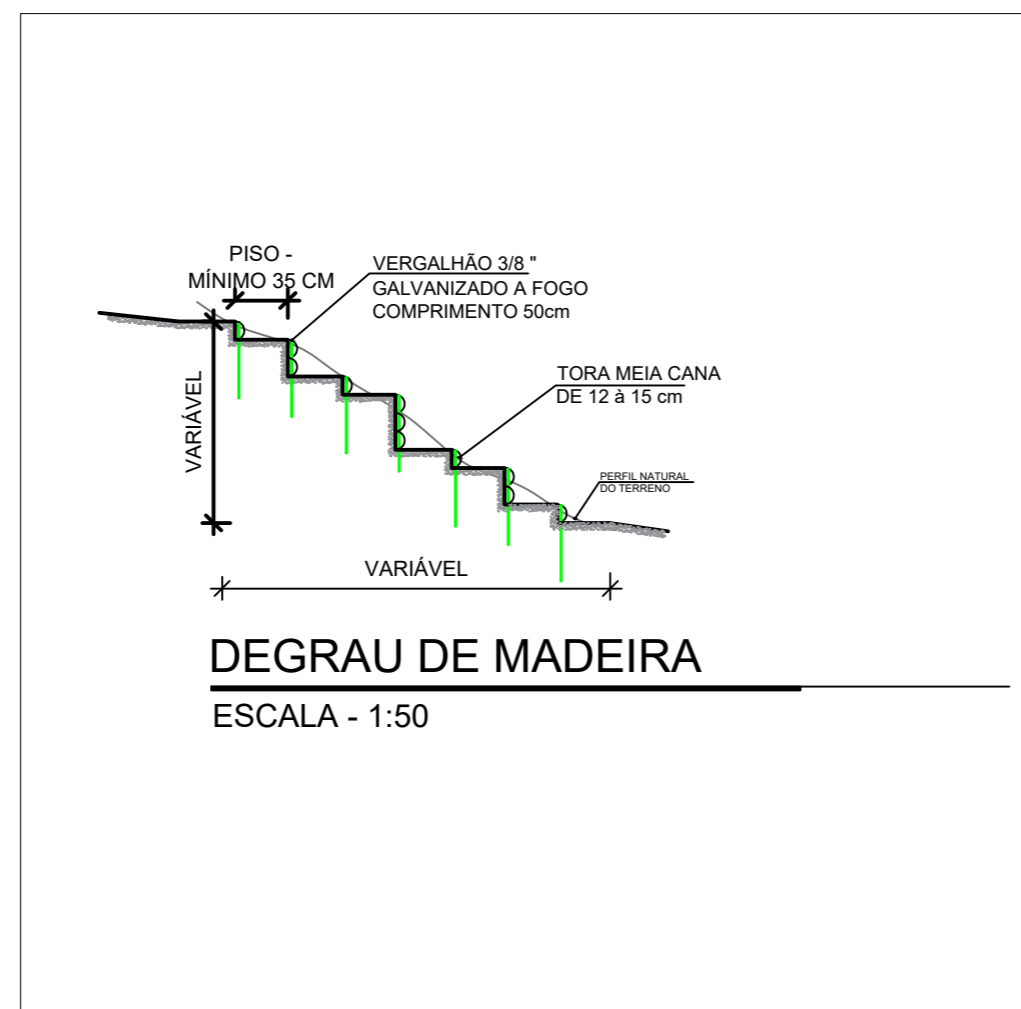 PISO -
MÍNIMO 35 CM
VERGALHÃO 3/8 "
GALVANIZADO A FOGO
COMPRIMENTO 50cm
TORA MEIA CANA
DE 12 à 15 cm
VARIÁVEL
PERFIL NATURAL
DO TERRENO
VARIÁVEL
DEGRAU DE MADEIRA
ESCALA - 1:50